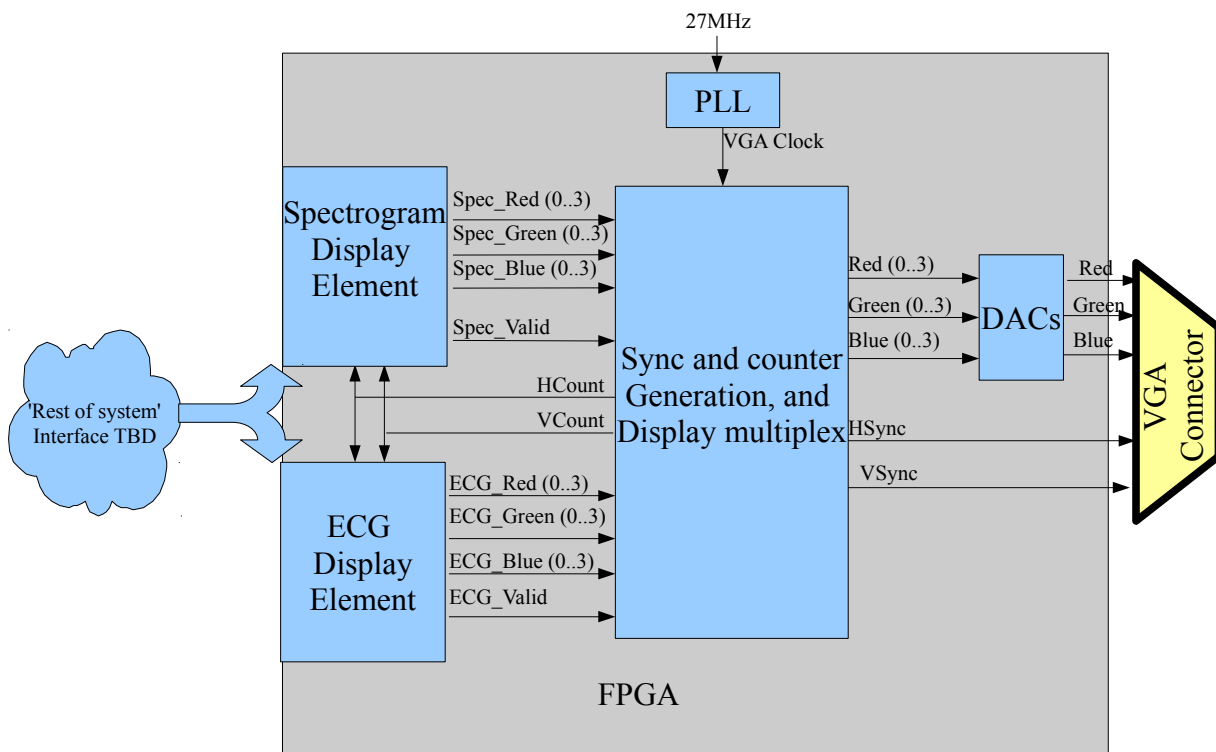 27MHz
PLL
VGA Clock
Spectrogram
Display
Element
Spec_Red (0..3)
Spec_Green (0..3)
Spec_Blue (0..3)
Spec_Valid
HCount
VCount
'Rest of system'
Interface TBD
ECG
Display
Element
ECG_Red (0..3)
ECG_Green (0..3)
ECG_Blue (0..3)
ECG_Valid
Sync and counter
Generation, and
Display multiplex
Red (0..3)
Green (0..3)
Blue (0..3)
HSync
VSync
DACs
Red
Green
Blue
VGA
Connector
FPGA